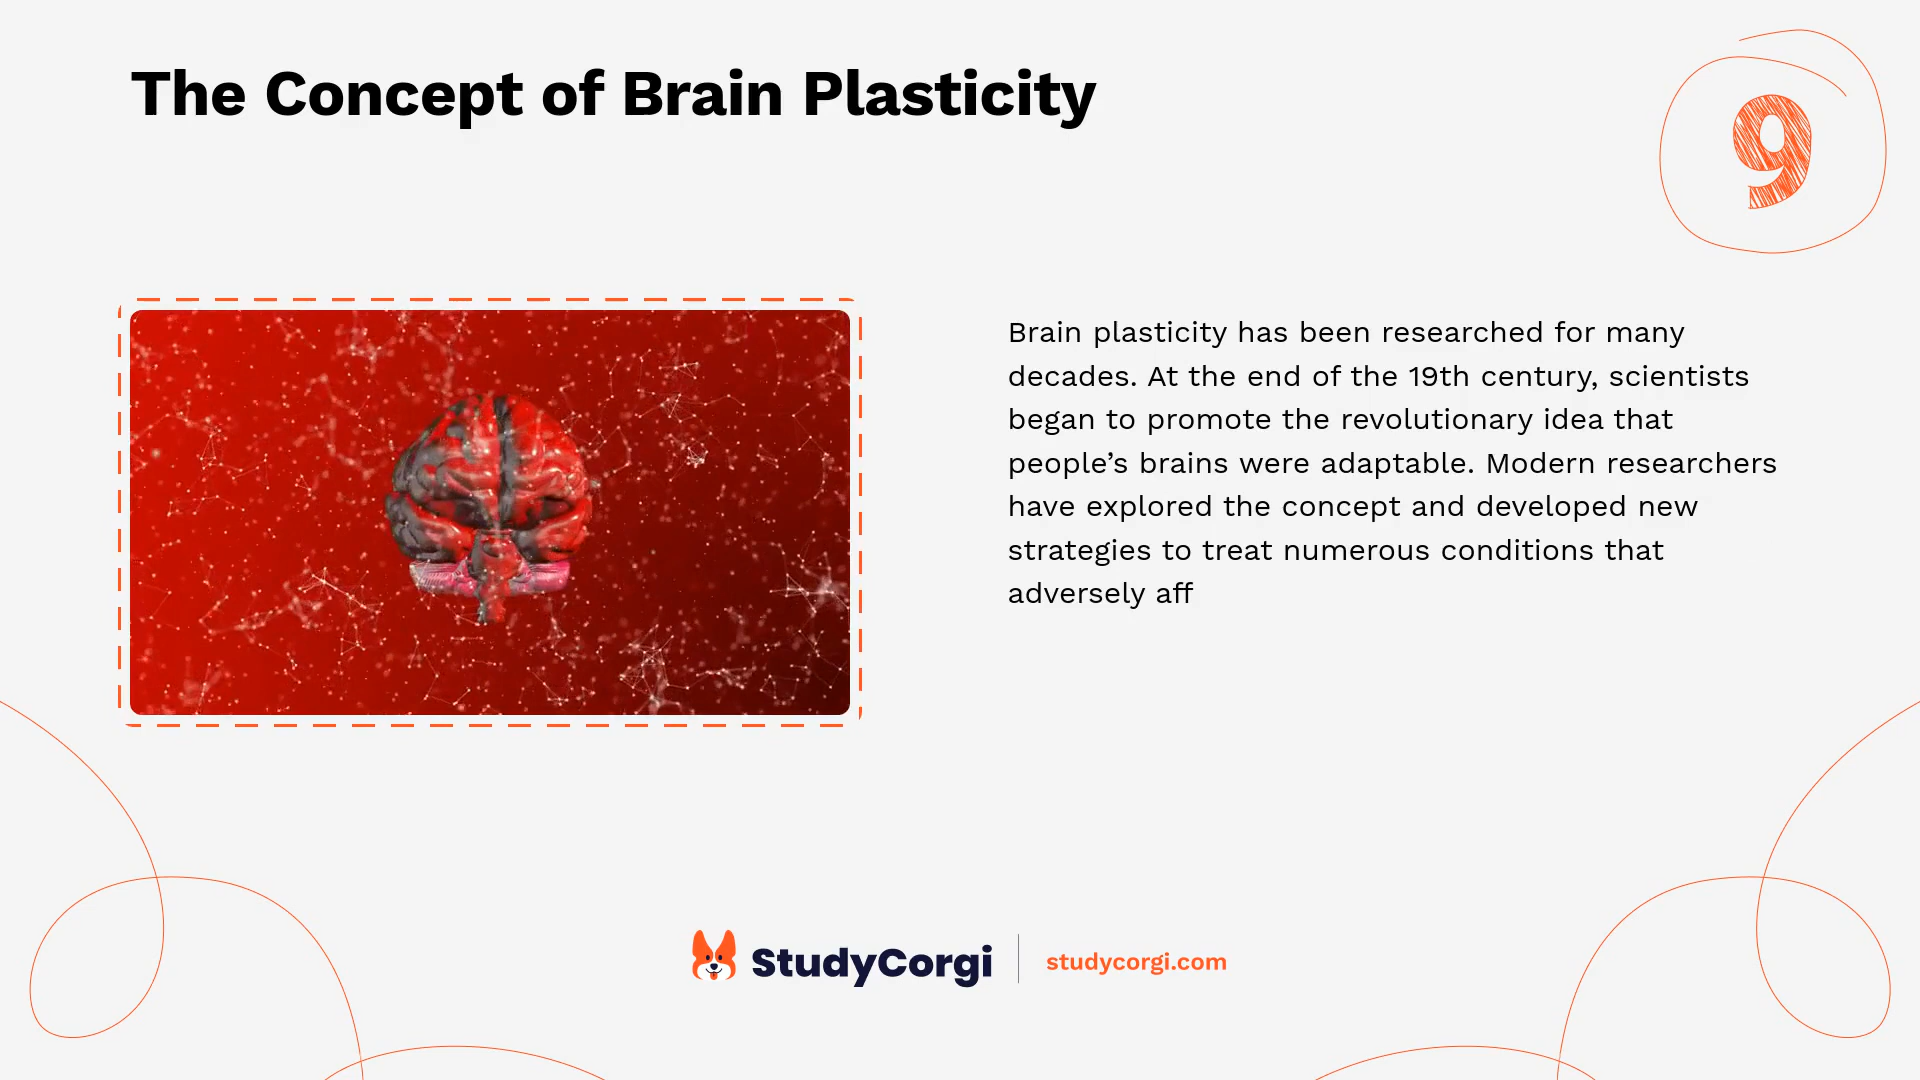 The Concept of Brain Plasticity
9
Brain plasticity has been researched for many
decades. At the end of the 19th century, scientists
began to promote the revolutionary idea that
people’s brains were adaptable. Modern researchers
have explored the concept and developed new
strategies to treat numerous conditions that
adversely aff
StudyCorgi
studycorgi.com